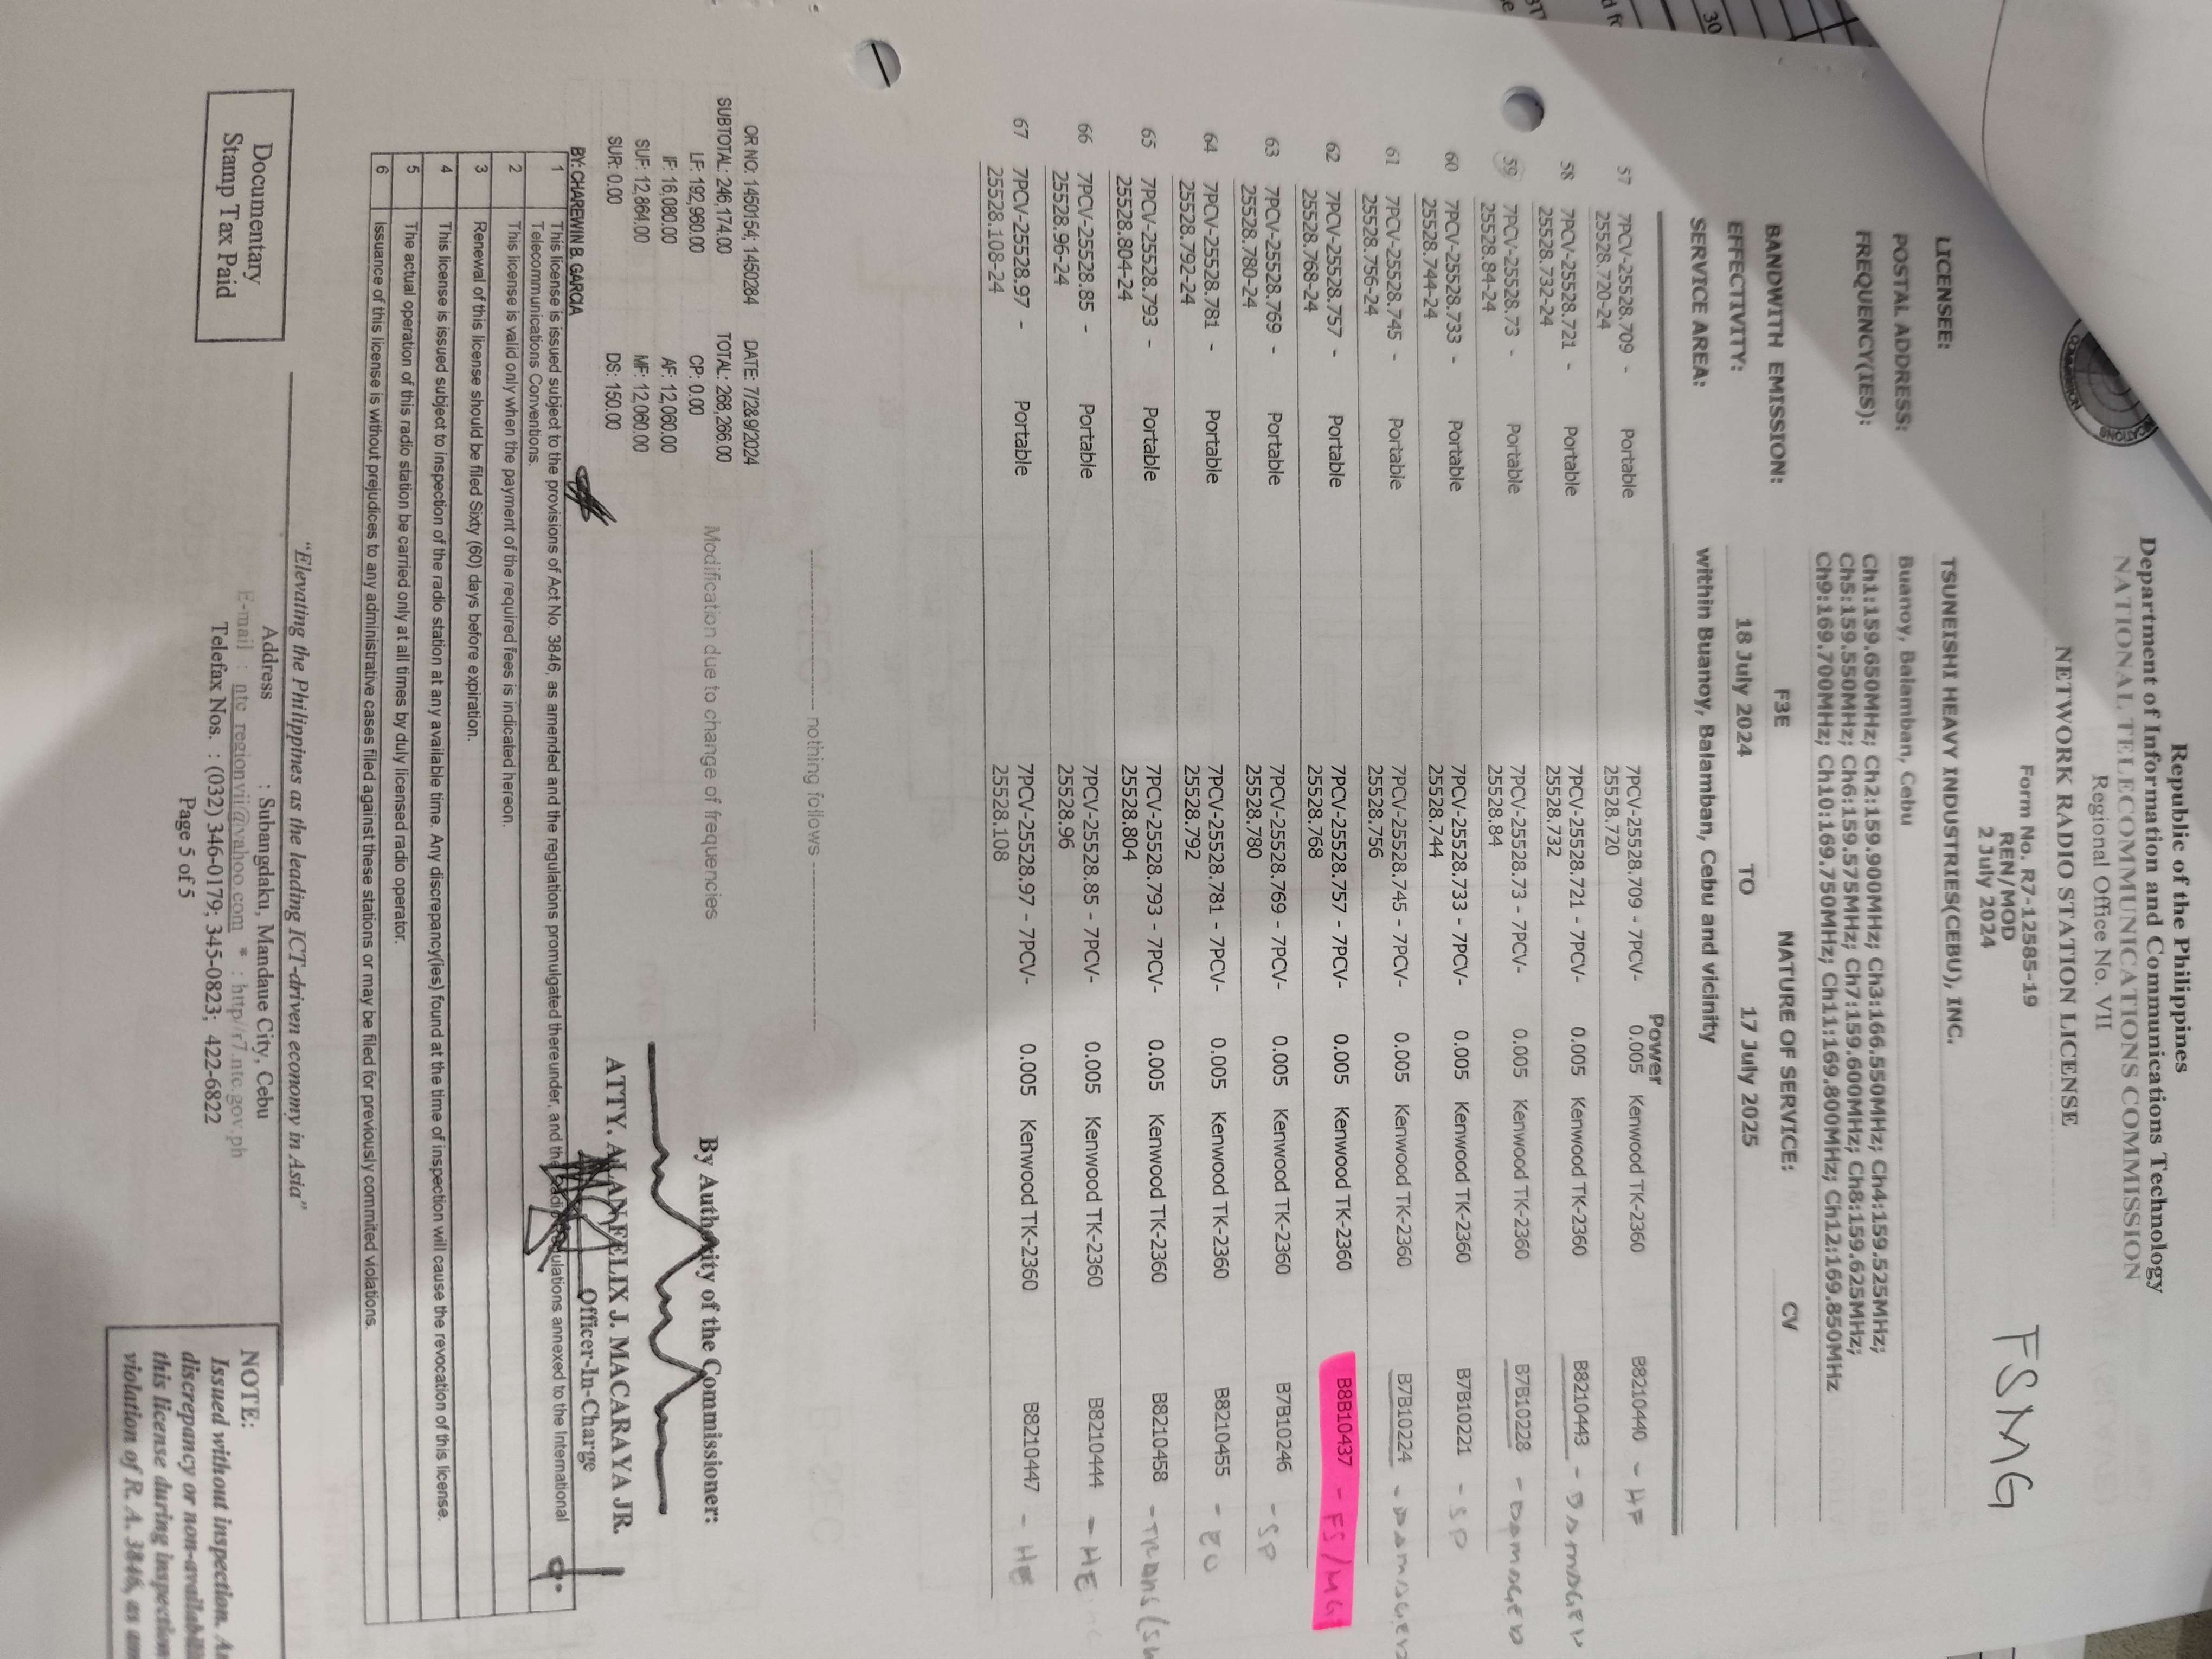 Republic of the Philippines
Department of Information and Communications Technology
NATIONAL TELECOMMUNICATIONS COMMISSION
Regional Office No. VII
NETWORK RADIO STATION LICENSE
Form No. R7-12585-19
REN/MOD
2 July 2024
FSMG
LICENSEE: TSUNEISHI HEAVY INDUSTRIES(CEBU), INC.
POSTAL ADDRESS: Buanoy, Balamban, Cebu
FREQUENCY(IES): Ch1:159.650MHz; Ch2:159.900MHz; Ch3:166.550MHz; Ch4:159.525MHz;
Ch5:159.550MHz; Ch6:159.575MHz; Ch7:159.600MHz; Ch8:159.625MHz;
Ch9:169.700MHz; Ch10:169.750MHz; Ch11:169.800MHz; Ch12:169.850MHz
BANDWITH EMISSION: F3E NATURE OF SERVICE: CV
EFFECTIVITY: 18 July 2024 TO 17 July 2025
SERVICE AREA: within Buanoy, Balamban, Cebu and vicinity
Power
57 7PCV-25528.709 - Portable 7PCV-25528.709 - 7PCV- 0.005 Kenwood TK-2360 B8210440 - HF
25528.720-24 25528.720
58 7PCV-25528.721 - Portable 7PCV-25528.721 - 7PCV- 0.005 Kenwood TK-2360 B8210443 - DAMAGED
25528.732-24 25528.732
59 7PCV-25528.73 - Portable 7PCV-25528.73 - 7PCV- 0.005 Kenwood TK-2360 B7B10228 - DAMAGED
25528.84-24 25528.84
60 7PCV-25528.733 - Portable 7PCV-25528.733 - 7PCV- 0.005 Kenwood TK-2360 B7B10221 - SP
25528.744-24 25528.744
61 7PCV-25528.745 - Portable 7PCV-25528.745 - 7PCV- 0.005 Kenwood TK-2360 B7B10224 - DAMAGED
25528.756-24 25528.756
62 7PCV-25528.757 - Portable 7PCV-25528.757 - 7PCV- 0.005 Kenwood TK-2360 B8B10437 - FS/MG
25528.768-24 25528.768
63 7PCV-25528.769 - Portable 7PCV-25528.769 - 7PCV- 0.005 Kenwood TK-2360 B7B10246 - SP
25528.780-24 25528.780
64 7PCV-25528.781 - Portable 7PCV-25528.781 - 7PCV- 0.005 Kenwood TK-2360 B8210455 - EO
25528.792-24 25528.792
65 7PCV-25528.793 - Portable 7PCV-25528.793 - 7PCV- 0.005 Kenwood TK-2360 B8210458 - TRANS
25528.804-24 25528.804
66 7PCV-25528.85 - Portable 7PCV-25528.85 - 7PCV- 0.005 Kenwood TK-2360 B8210444 - HE
25528.96-24 25528.96
67 7PCV-25528.97 - Portable 7PCV-25528.97 - 7PCV- 0.005 Kenwood TK-2360 B8210447 - HE
25528.108-24 25528.108
--------------- nothing follows ---------------
OR NO: 1450154; 1450284 DATE: 7/2&9/2024
SUBTOTAL: 246,174.00 TOTAL: 268,266.00 Modification due to change of frequencies By Authority of the Commissioner:
LF: 192,960.00 CP: 0.00
IF: 16,080.00 AF: 12,060.00
SUF: 12,864.00 MF: 12,060.00
SUR: 0.00 DS: 150.00
ATTY. ALAN FELIX J. MACARAYA JR.
Officer-In-Charge
BY: CHAREWIN B. GARCIA
1 This license is issued subject to the provisions of Act No. 3846, as amended and the regulations promulgated thereunder, and the radio regulations annexed to the International
Telecommunications Conventions.
2 This license is valid only when the payment of the required fees is indicated hereon.
3 Renewal of this license should be filed Sixty (60) days before expiration.
4 This license is issued subject to inspection of the radio station at any available time. Any discrepancy(ies) found at the time of inspection will cause the revocation of this license.
5 The actual operation of this radio station be carried only at all times by duly licensed radio operator.
6 Issuance of this license is without prejudices to any administrative cases filed against these stations or may be filed for previously commited violations.
"Elevating the Philippines as the leading ICT-driven economy in Asia"
Address : Subangdaku, Mandaue City, Cebu
E-mail : ntc_regionvii@yahoo.com * : http//r7.ntc.gov.ph
Telefax Nos. : (032) 346-0179; 345-0823; 422-6822
Page 5 of 5
Documentary
Stamp Tax Paid
NOTE:
Issued without inspection.
discrepancy or non-availabili
this license during inspection
violation of R. A. 3846, as am